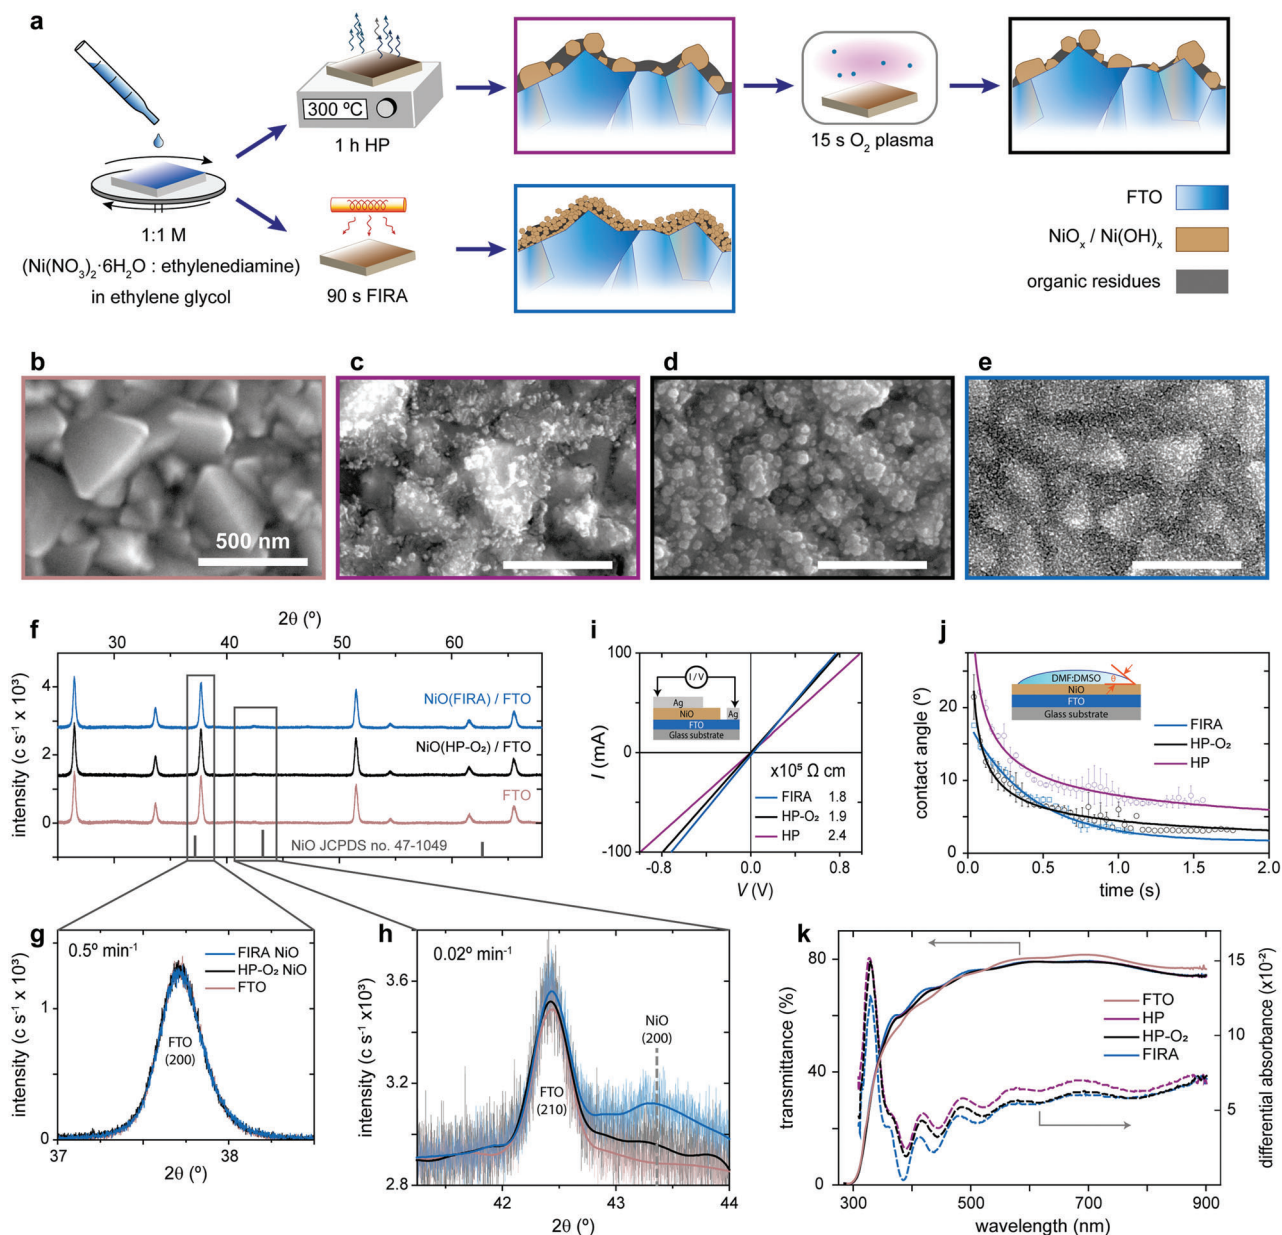 a
300 ºC
1 h HP
15 s O₂ plasma
1:1 M
(Ni(NO₃)₂·6H₂O : ethylenediamine)
in ethylene glycol
90 s FIRA
FTO
NiOₓ / Ni(OH)ₓ
organic residues
b
c
d
e
500 nm
f
2θ (º)
30
40
50
60
intensity (c s⁻¹ x 10³)
4
2
0
NiO(FIRA) / FTO
NiO(HP-O₂) / FTO
FTO
NiO JCPDS no. 47-1049
g
0.5º min⁻¹
FIRA NiO
HP-O₂ NiO
FTO
FTO
(200)
intensity (c s⁻¹ x 10³)
1
0
37
38
2θ (º)
h
0.02º min⁻¹
NiO
(200)
FTO
(210)
intensity (c s⁻¹ x10³)
3.6
3.2
2.8
42
43
44
2θ (º)
i
I / V
Ag
NiO
Ag
FTO
Glass substrate
x10⁵ Ω cm
FIRA 1.8
HP-O₂ 1.9
HP 2.4
I (mA)
100
0
-100
-0.8
0.0
0.8
V (V)
j
DMF:DMSO
θ
NiO
FTO
Glass substrate
FIRA
HP-O₂
HP
contact angle (º)
20
10
0
0.0
0.5
1.0
1.5
2.0
time (s)
k
FTO
HP
HP-O₂
FIRA
transmittance (%)
80
40
0
differential absorbance (x10⁻²)
15
10
5
0
300
500
700
900
wavelength (nm)